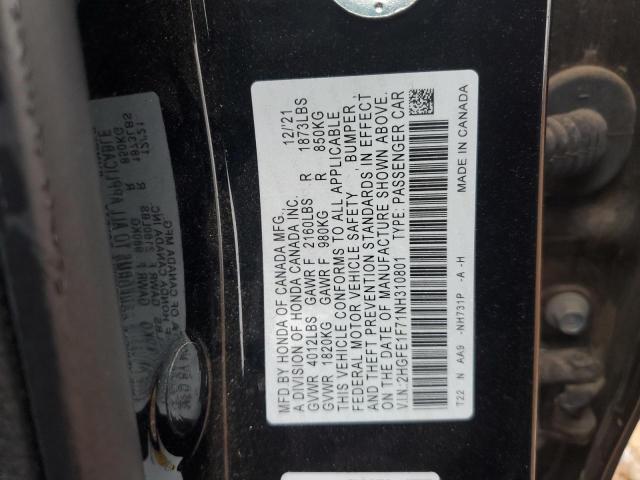 MFD BY HONDA OF CANADA MFG. 12/21
A DIVISION OF HONDA CANADA INC.
GVWR 4012LBS GAWR F 2160LBS R 1873LBS
GVWR 1820KG GAWR F 980KG R 850KG
THIS VEHICLE CONFORMS TO ALL APPLICABLE
FEDERAL MOTOR VEHICLE SAFETY , BUMPER ,
AND THEFT PREVENTION STANDARDS IN EFFECT
ON THE DATE OF MANUFACTURE SHOWN ABOVE.
V.I.N.:2HGFE1F71NH310801 TYPE: PASSENGER CAR
T22 N AA9 -NH731P -A -H MADE IN CANADA